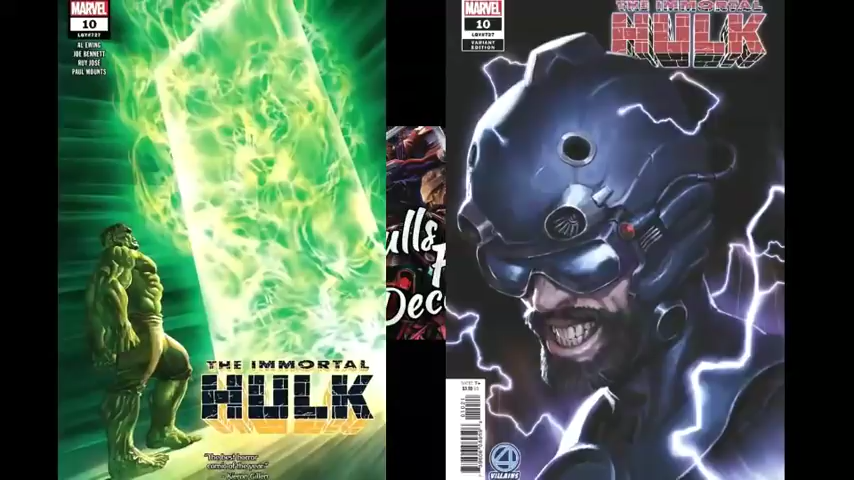 MARVEL
10
LGY#727
AL EWING
JOE BENNETT
RUY JOSÉ
PAUL MOUNTS
THE IMMORTAL
HULK
"The best horror
comic of the year."
- Kieron Gillen
ulls
Dec
MARVEL
10
LGY#727
VARIANT
EDITION
THE IMMORTAL
HULK
4
VILLAINS